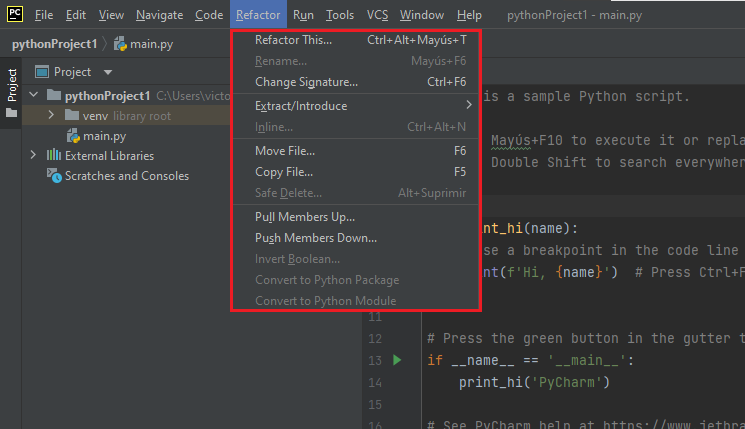 PC File Edit View Navigate Code Refactor Run Tools VCS Window Help pythonProject1 - main.py
pythonProject1 main.py
Project
Project
pythonProject1 C:\Users\victo
venv library root
main.py
External Libraries
Scratches and Consoles
Refactor This... Ctrl+Alt+Mayús+T
Rename... Mayús+F6
Change Signature... Ctrl+F6
Extract/Introduce
Inline... Ctrl+Alt+N
Move File... F6
Copy File... F5
Safe Delete... Alt+Suprimir
Pull Members Up...
Push Members Down...
Invert Boolean...
Convert to Python Package
Convert to Python Module
is a sample Python script.
Mayús+F10 to execute it or repla
Double Shift to search everywher
nt_hi(name):
se a breakpoint in the code line
nt(f'Hi, {name}') # Press Ctrl+F
11
12 # Press the green button in the gutter t
13 if __name__ == '__main__':
14 print_hi('PyCharm')
15
16 # See PyCharm help at https://www.jetbra